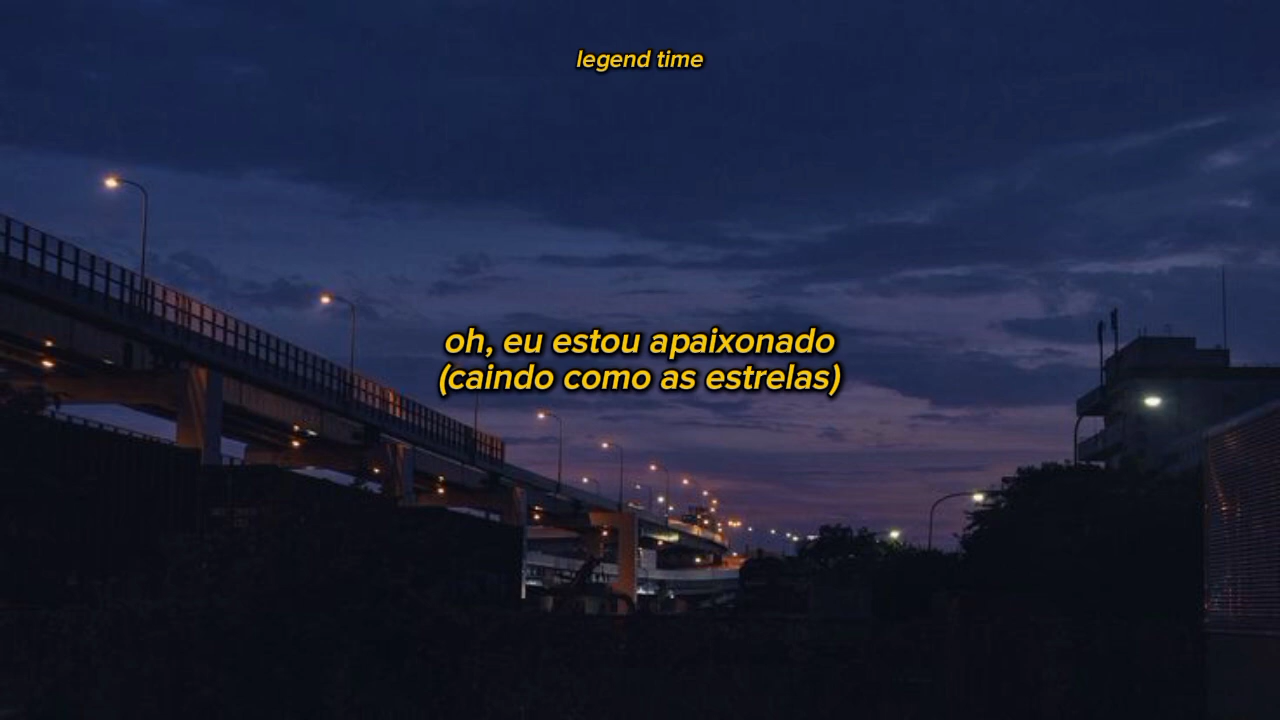 legend time
oh, eu estou apaixonado
(caindo como as estrelas)